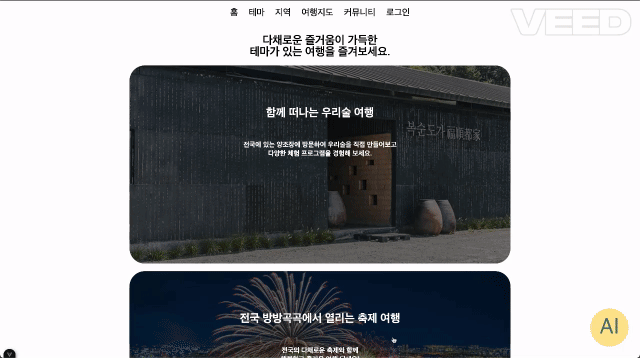 홈 테마 지역 여행지도 커뮤니티 로그인
VEED
다채로운 즐거움이 가득한
테마가 있는 여행을 즐겨보세요.
함께 떠나는 우리술 여행
전국에 있는 양조장에 방문하여 우리술을 직접 만들어보고
다양한 체험 프로그램을 경험해 보세요.
복순도가 福順都家
전국 방방곡곡에서 열리는 축제 여행
전국의 다채로운 축제와 함께
AI